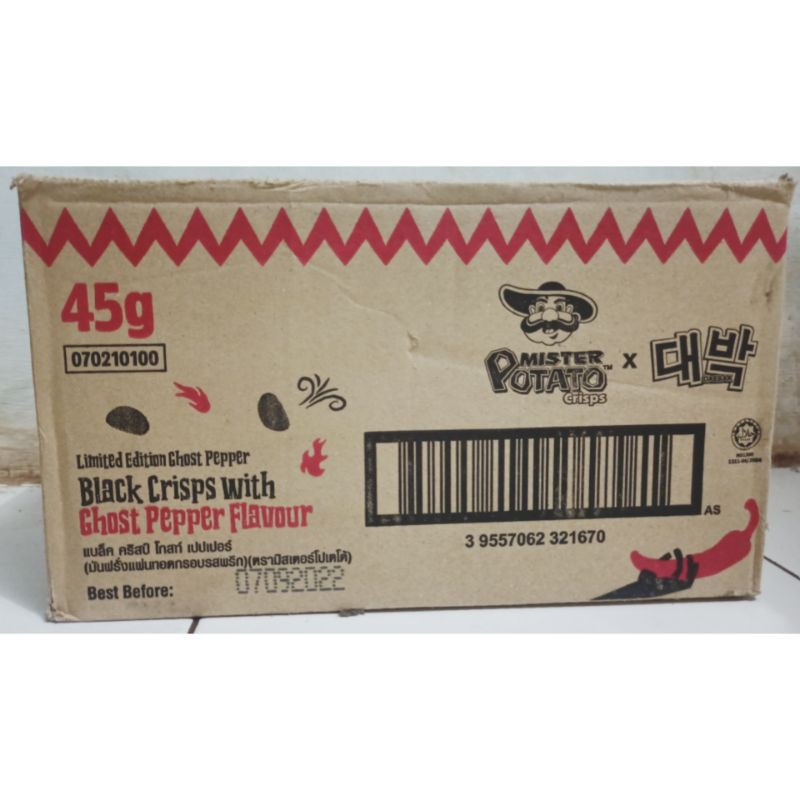 45g
070210100
MISTER
POTATO™
Crisps
X
대박
DAEBAK
Limited Edition Ghost Pepper
Black Crisps with
Ghost Pepper Flavour
แบล็ค คริสปี โกสท์ เปปเปอร์
(มันฝรั่งแผ่นทอดกรอบรสพริก)(ตรามิสเตอร์โปเตโต้)
Best Before:
07092022
AS
3 9557062 321670